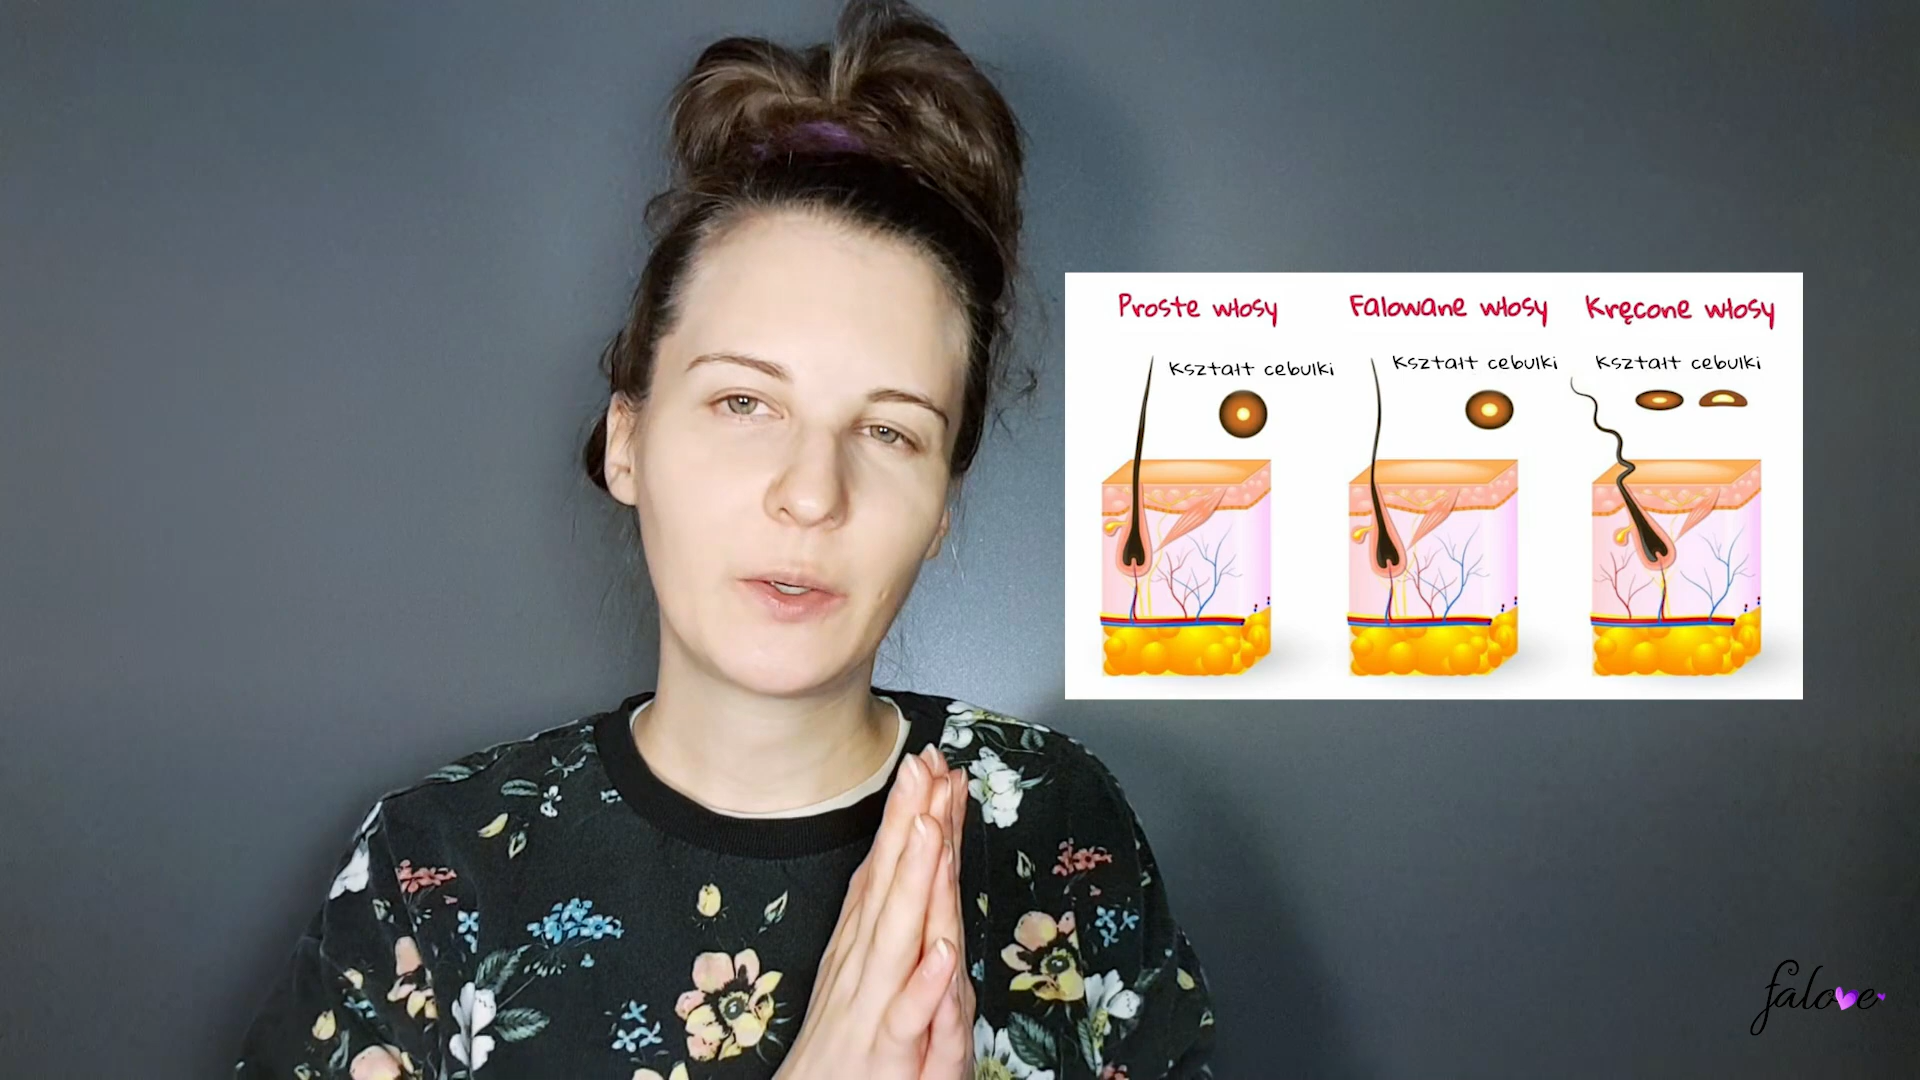 Proste włosy
Falowane włosy
Kręcone włosy
Kształt cebulki
Kształt cebulki
Kształt cebulki
falove